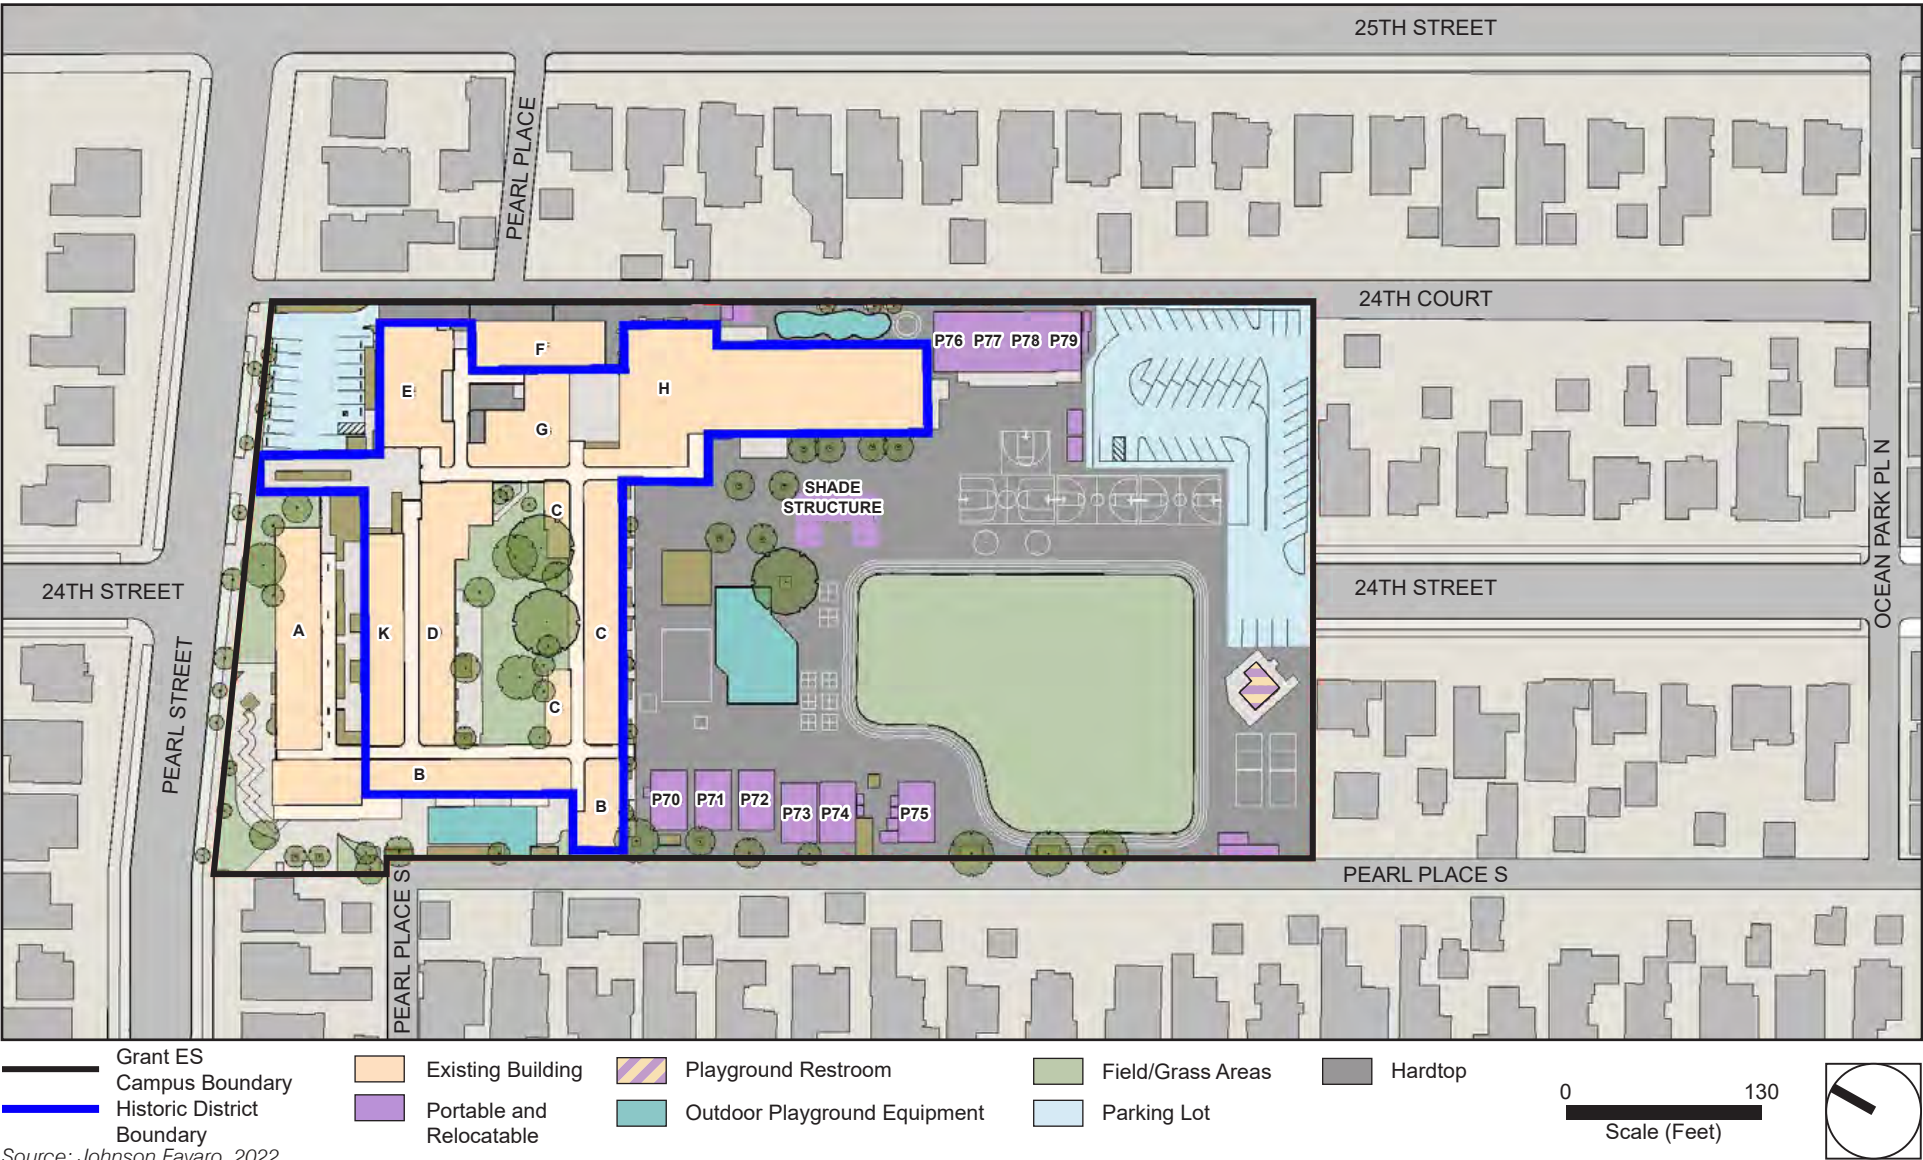 25TH STREET
PEARL PLACE
24TH COURT
F
P76 P77 P78 P79
E
H
G
SHADE
STRUCTURE
C
24TH STREET
24TH STREET
OCEAN PARK PL N
A
K
D
C
PEARL STREET
C
B
B
P70
P71
P72
P73
P74
P75
PEARL PLACE S
PEARL PLACE S
Grant ES
Campus Boundary
Historic District
Boundary
Existing Building
Portable and
Relocatable
Playground Restroom
Outdoor Playground Equipment
Field/Grass Areas
Parking Lot
Hardtop
0 130
Scale (Feet)
Source: Johnson Favaro, 2022